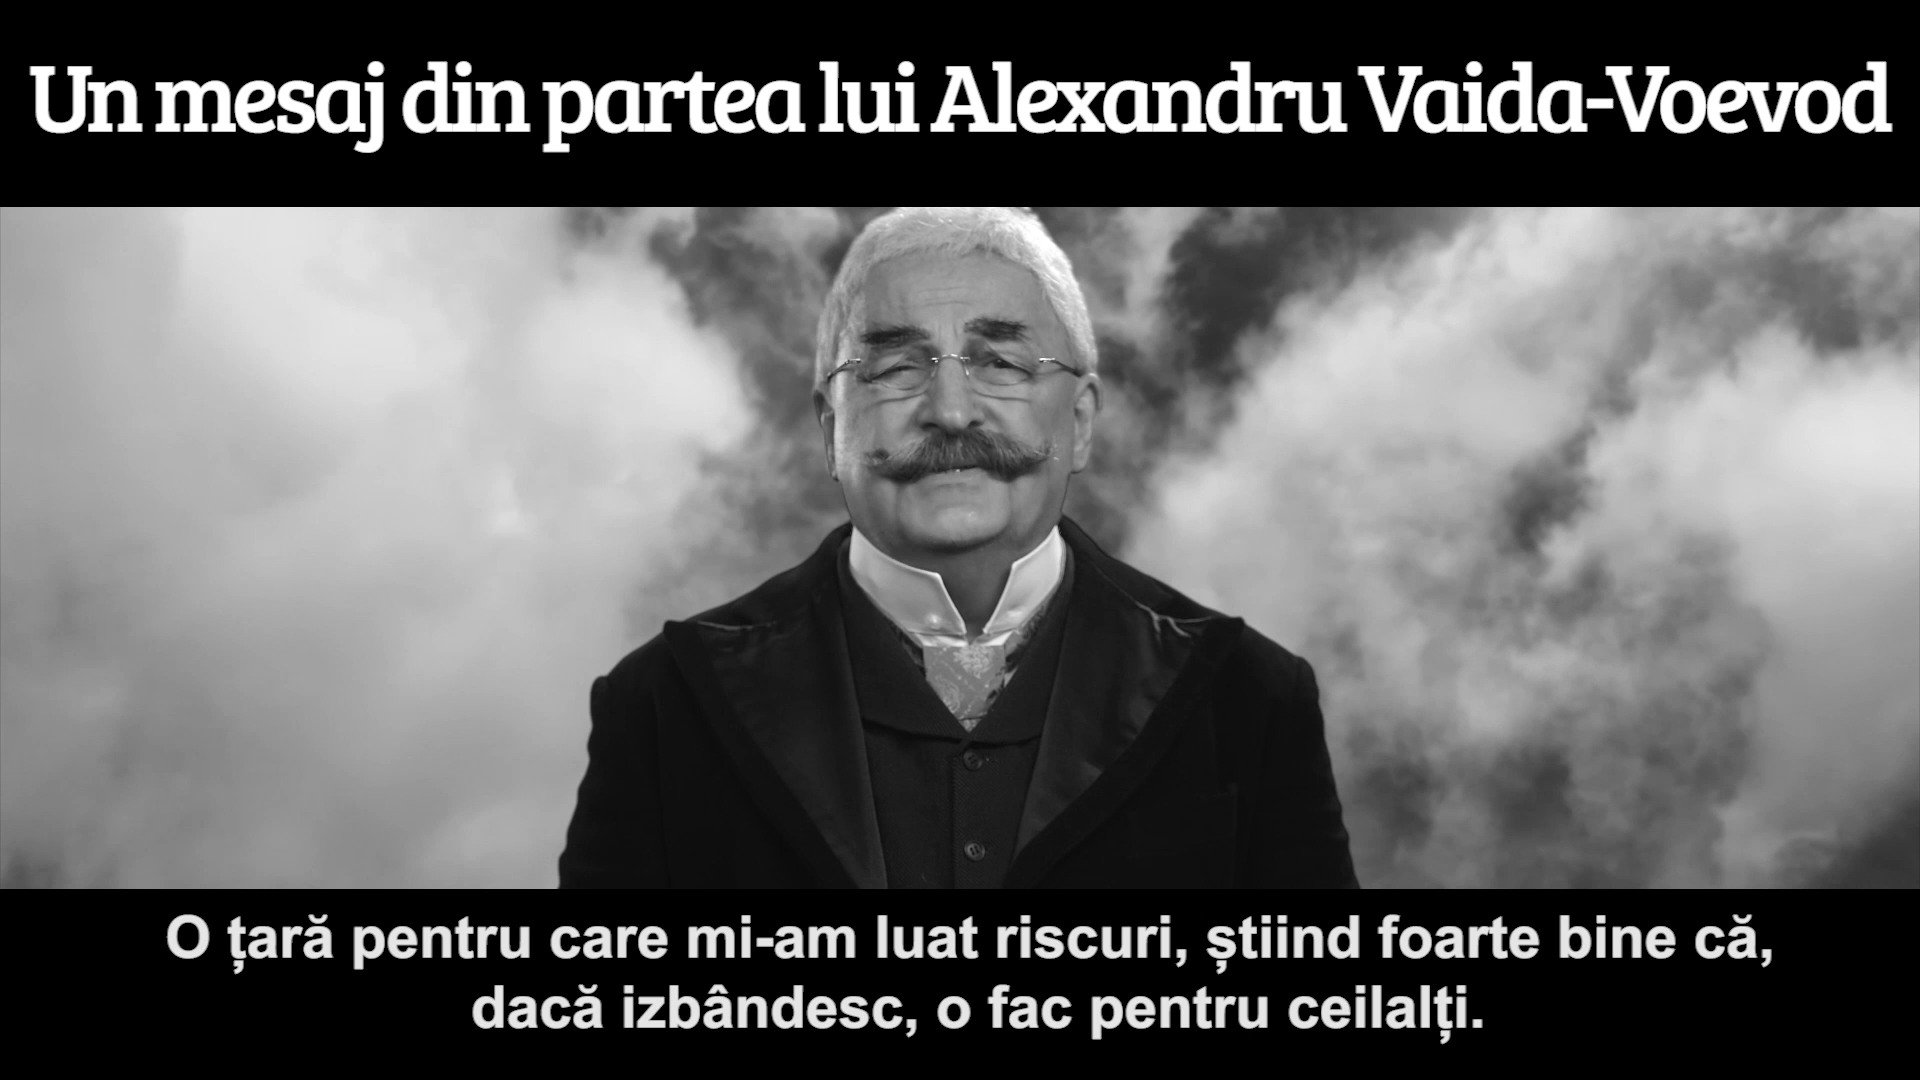 Un mesaj din partea lui Alexandru Vaida-Voevod
O țară pentru care mi-am luat riscuri, știind foarte bine că,
dacă izbândesc, o fac pentru ceilalți.